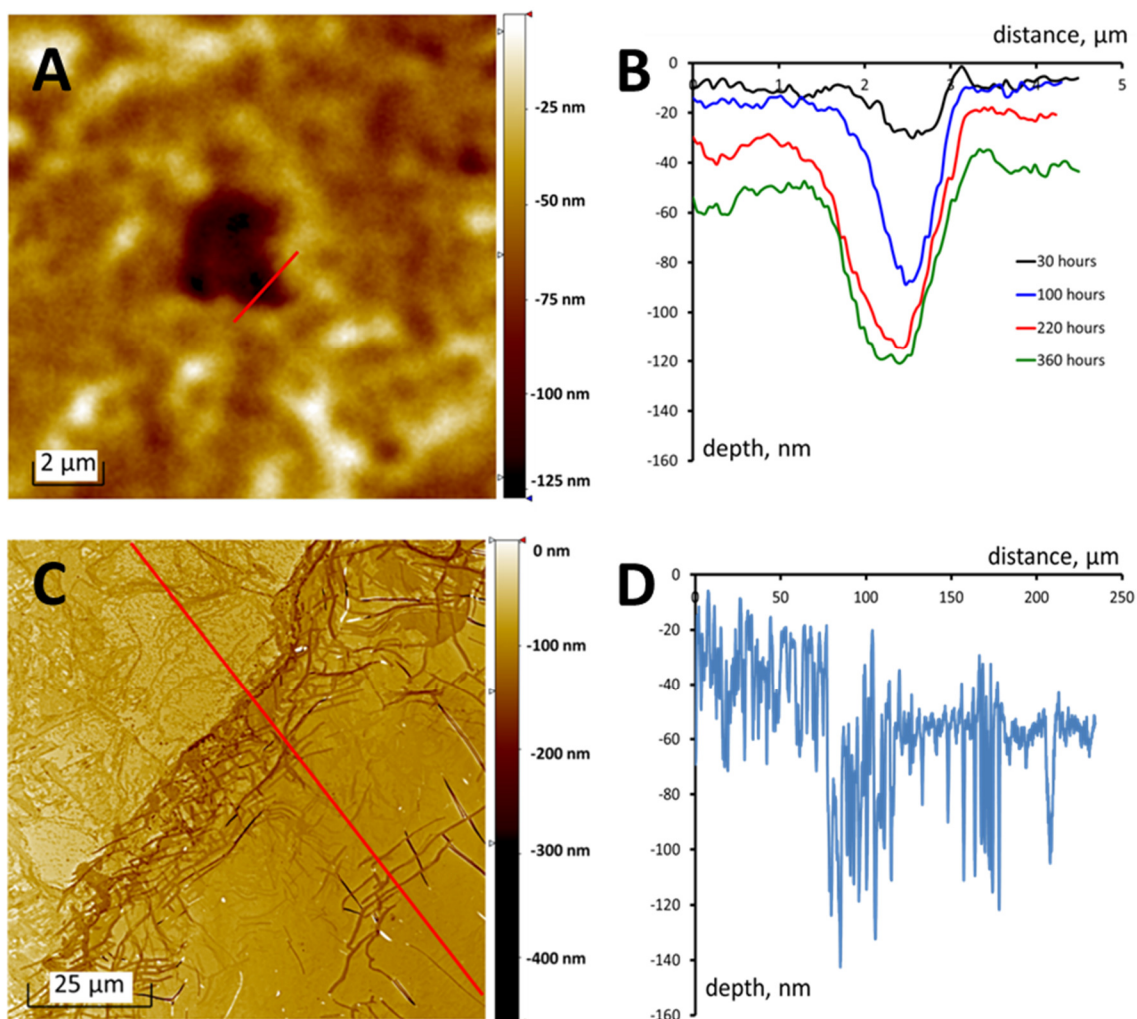 A
-25 nm
-50 nm
-75 nm
-100 nm
-125 nm
2 µm
B
distance, µm
0
0
2
3
4
5
-20
-40
-60
-80
-100
-120
-140
-160
30 hours
100 hours
220 hours
360 hours
depth, nm
C
0 nm
-100 nm
-200 nm
-300 nm
-400 nm
25 µm
D
distance, µm
0
0
50
100
150
200
250
-20
-40
-60
-80
-100
-120
-140
-160
depth, nm